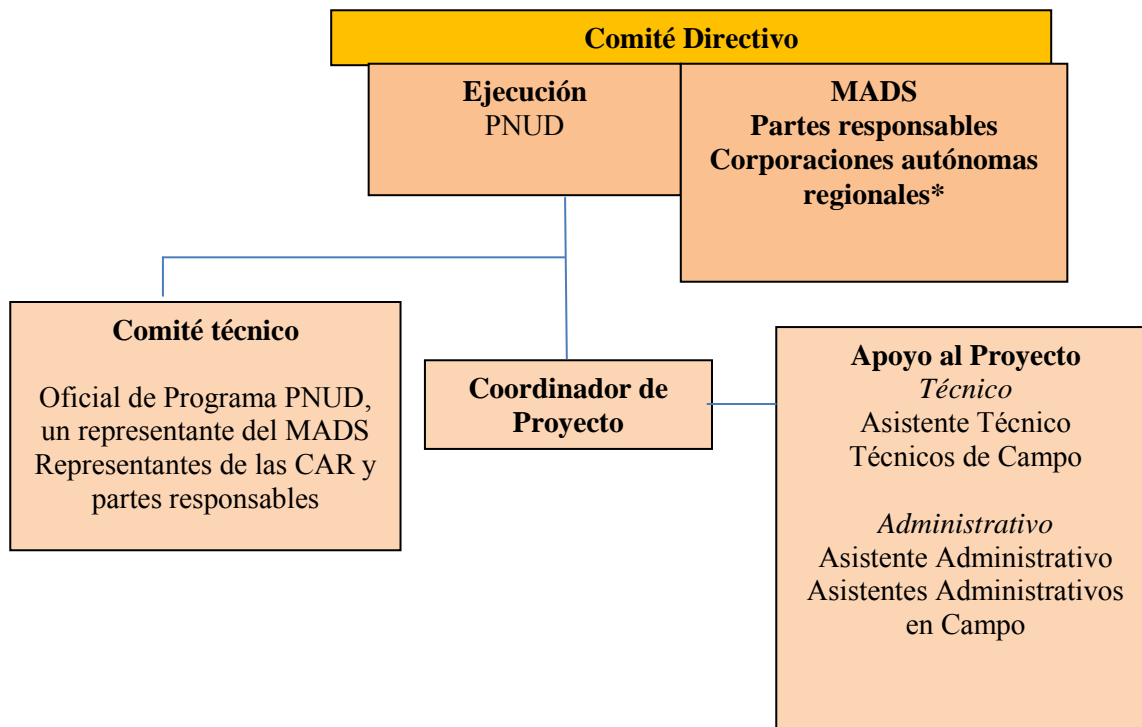 Comité Directivo
Ejecución
PNUD
MADS
Partes responsables
Corporaciones autónomas
regionales*
Comité técnico
Oficial de Programa PNUD,
un representante del MADS
Representantes de las CAR y
partes responsables
Coordinador de
Proyecto
Apoyo al Proyecto
Técnico
Asistente Técnico
Técnicos de Campo
Administrativo
Asistente Administrativo
Asistentes Administrativos
en Campo